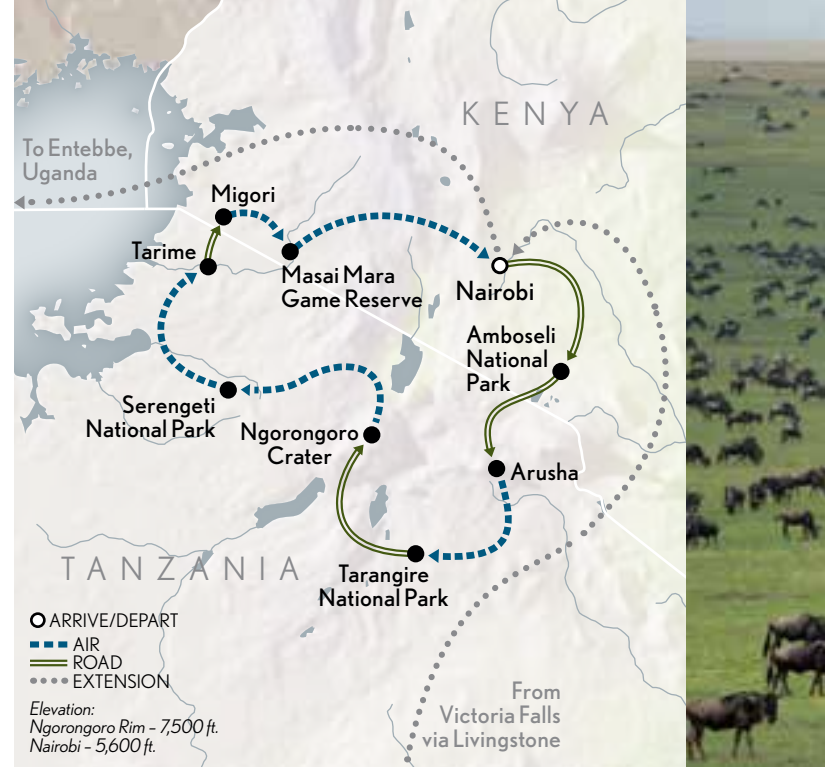 KENYA
To Entebbe,
Uganda
Migori
Tarime
Masai Mara
Game Reserve
Nairobi
Amboseli
National
Park
Serengeti
National Park
Ngorongoro
Crater
Arusha
TANZANIA
Tarangire
National Park
ARRIVE/DEPART
AIR
ROAD
EXTENSION
Elevation:
Ngorongoro Rim – 7,500 ft.
Nairobi – 5,600 ft.
From
Victoria Falls
via Livingstone